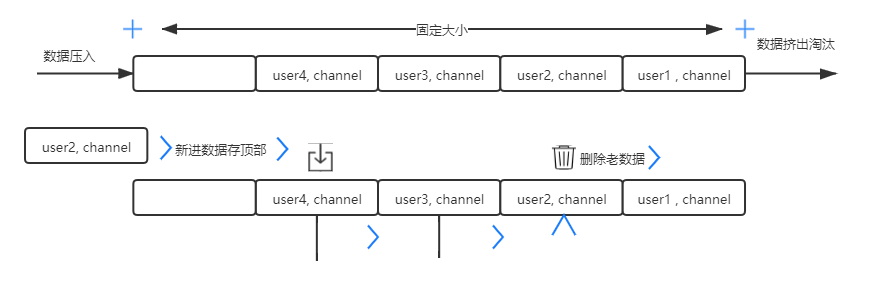 固定大小
数据压入
数据挤出淘汰
user4, channel
user3, channel
user2, channel
user1 , channel
user2, channel
新进数据存顶部
删除老数据
user4, channel
user3, channel
user2, channel
user1 , channel